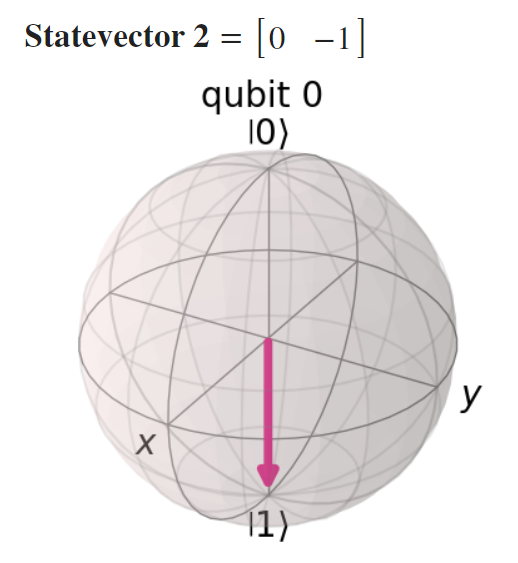 Statevector 2 = [0 −1]
qubit 0
|0⟩
x
y
|1⟩